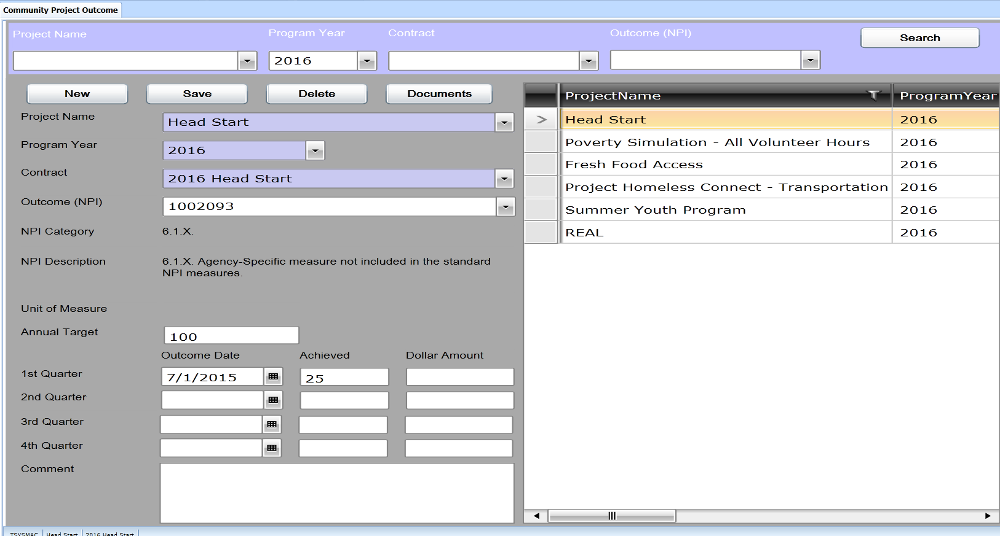 Community Project Outcome
Project Name Program Year Contract Outcome (NPI) Search
2016
New Save Delete Documents
Project Name Head Start
Program Year 2016
Contract 2016 Head Start
Outcome (NPI) 1002093
NPI Category 6.1.X.
NPI Description 6.1.X. Agency-Specific measure not included in the standard
NPI measures.
Unit of Measure
Annual Target 100
Outcome Date Achieved Dollar Amount
1st Quarter 7/1/2015 25
2nd Quarter
3rd Quarter
4th Quarter
Comment
ProjectName ProgramYear
Head Start 2016
Poverty Simulation - All Volunteer Hours 2016
Fresh Food Access 2016
Project Homeless Connect - Transportation 2016
Summer Youth Program 2016
REAL 2016
TSYSMAC Head Start 2016 Head Start